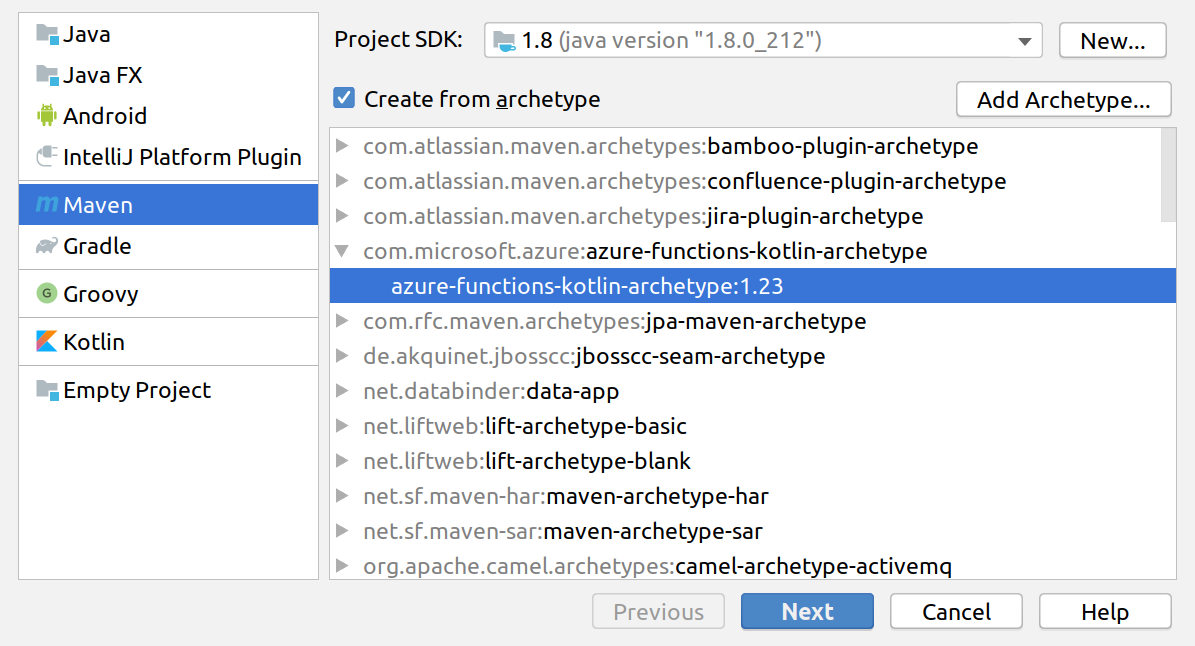 Java
Java FX
Android
IntelliJ Platform Plugin
m Maven
Gradle
G Groovy
Kotlin
Empty Project
Project SDK: 1.8 (java version "1.8.0_212") New...
Create from archetype Add Archetype...
com.atlassian.maven.archetypes:bamboo-plugin-archetype
com.atlassian.maven.archetypes:confluence-plugin-archetype
com.atlassian.maven.archetypes:jira-plugin-archetype
com.microsoft.azure:azure-functions-kotlin-archetype
azure-functions-kotlin-archetype:1.23
com.rfc.maven.archetypes:jpa-maven-archetype
de.akquinet.jbosscc:jbosscc-seam-archetype
net.databinder:data-app
net.liftweb:lift-archetype-basic
net.liftweb:lift-archetype-blank
net.sf.maven-har:maven-archetype-har
net.sf.maven-sar:maven-archetype-sar
org.apache.camel.archetypes:camel-archetype-activemq
Previous Next Cancel Help